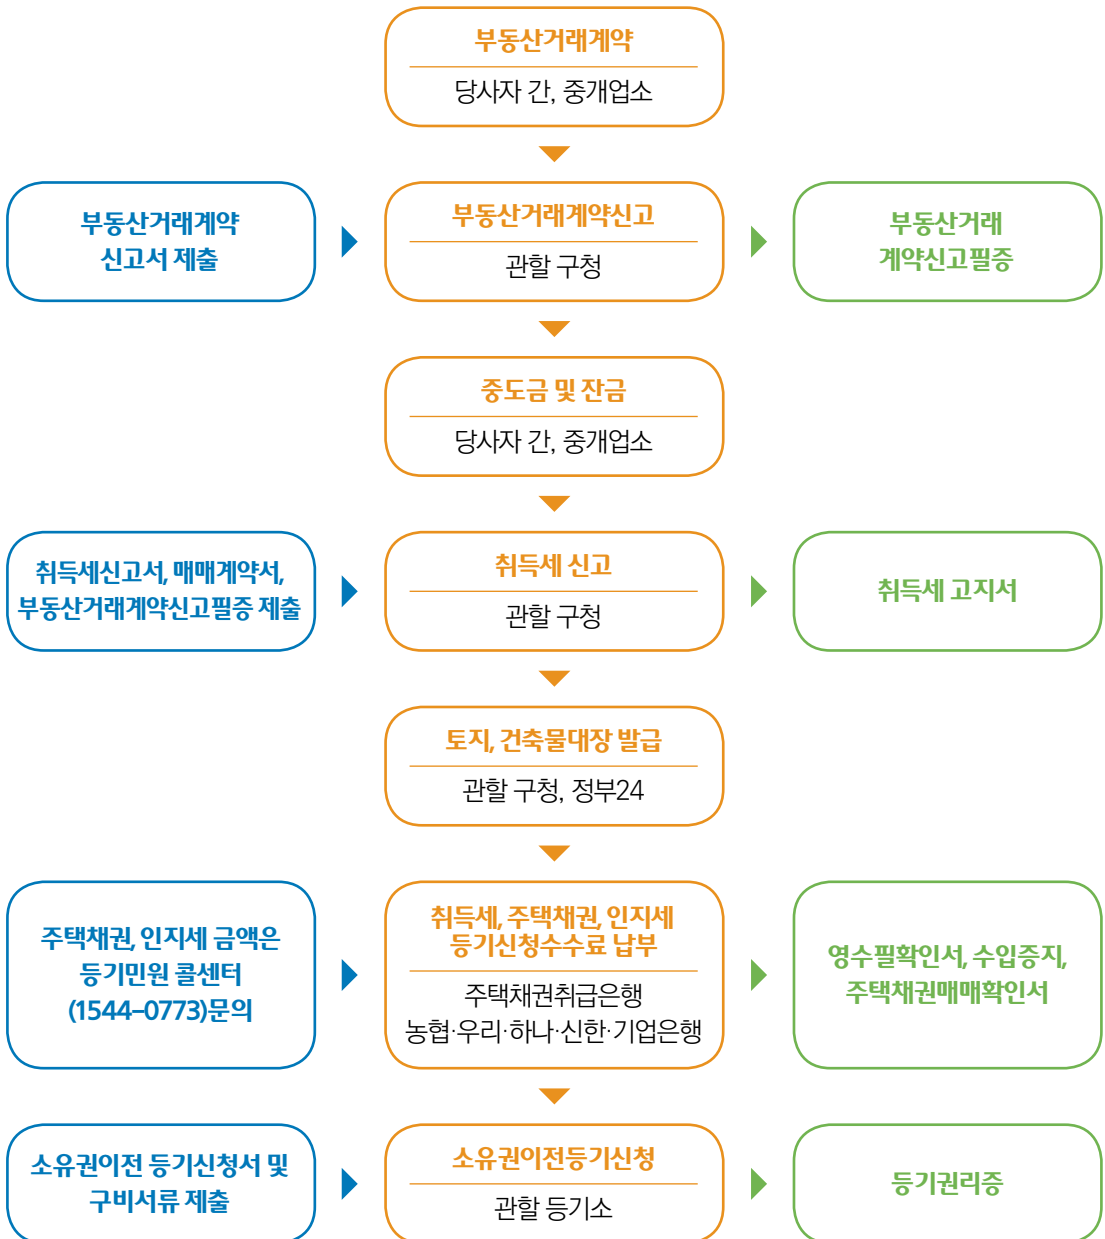 부동산거래계약
당사자 간, 중개업소
부동산거래계약
신고서 제출
부동산거래계약신고
관할 구청
부동산거래
계약신고필증
중도금 및 잔금
당사자 간, 중개업소
취득세신고서, 매매계약서,
부동산거래계약신고필증 제출
취득세 신고
관할 구청
취득세 고지서
토지, 건축물대장 발급
관할 구청, 정부24
주택채권, 인지세 금액은
등기민원 콜센터
(1544-0773)문의
취득세, 주택채권, 인지세
등기신청수수료 납부
주택채권취급은행
농협·우리·하나·신한·기업은행
영수필확인서, 수입증지,
주택채권매매확인서
소유권이전 등기신청서 및
구비서류 제출
소유권이전등기신청
관할 등기소
등기권리증